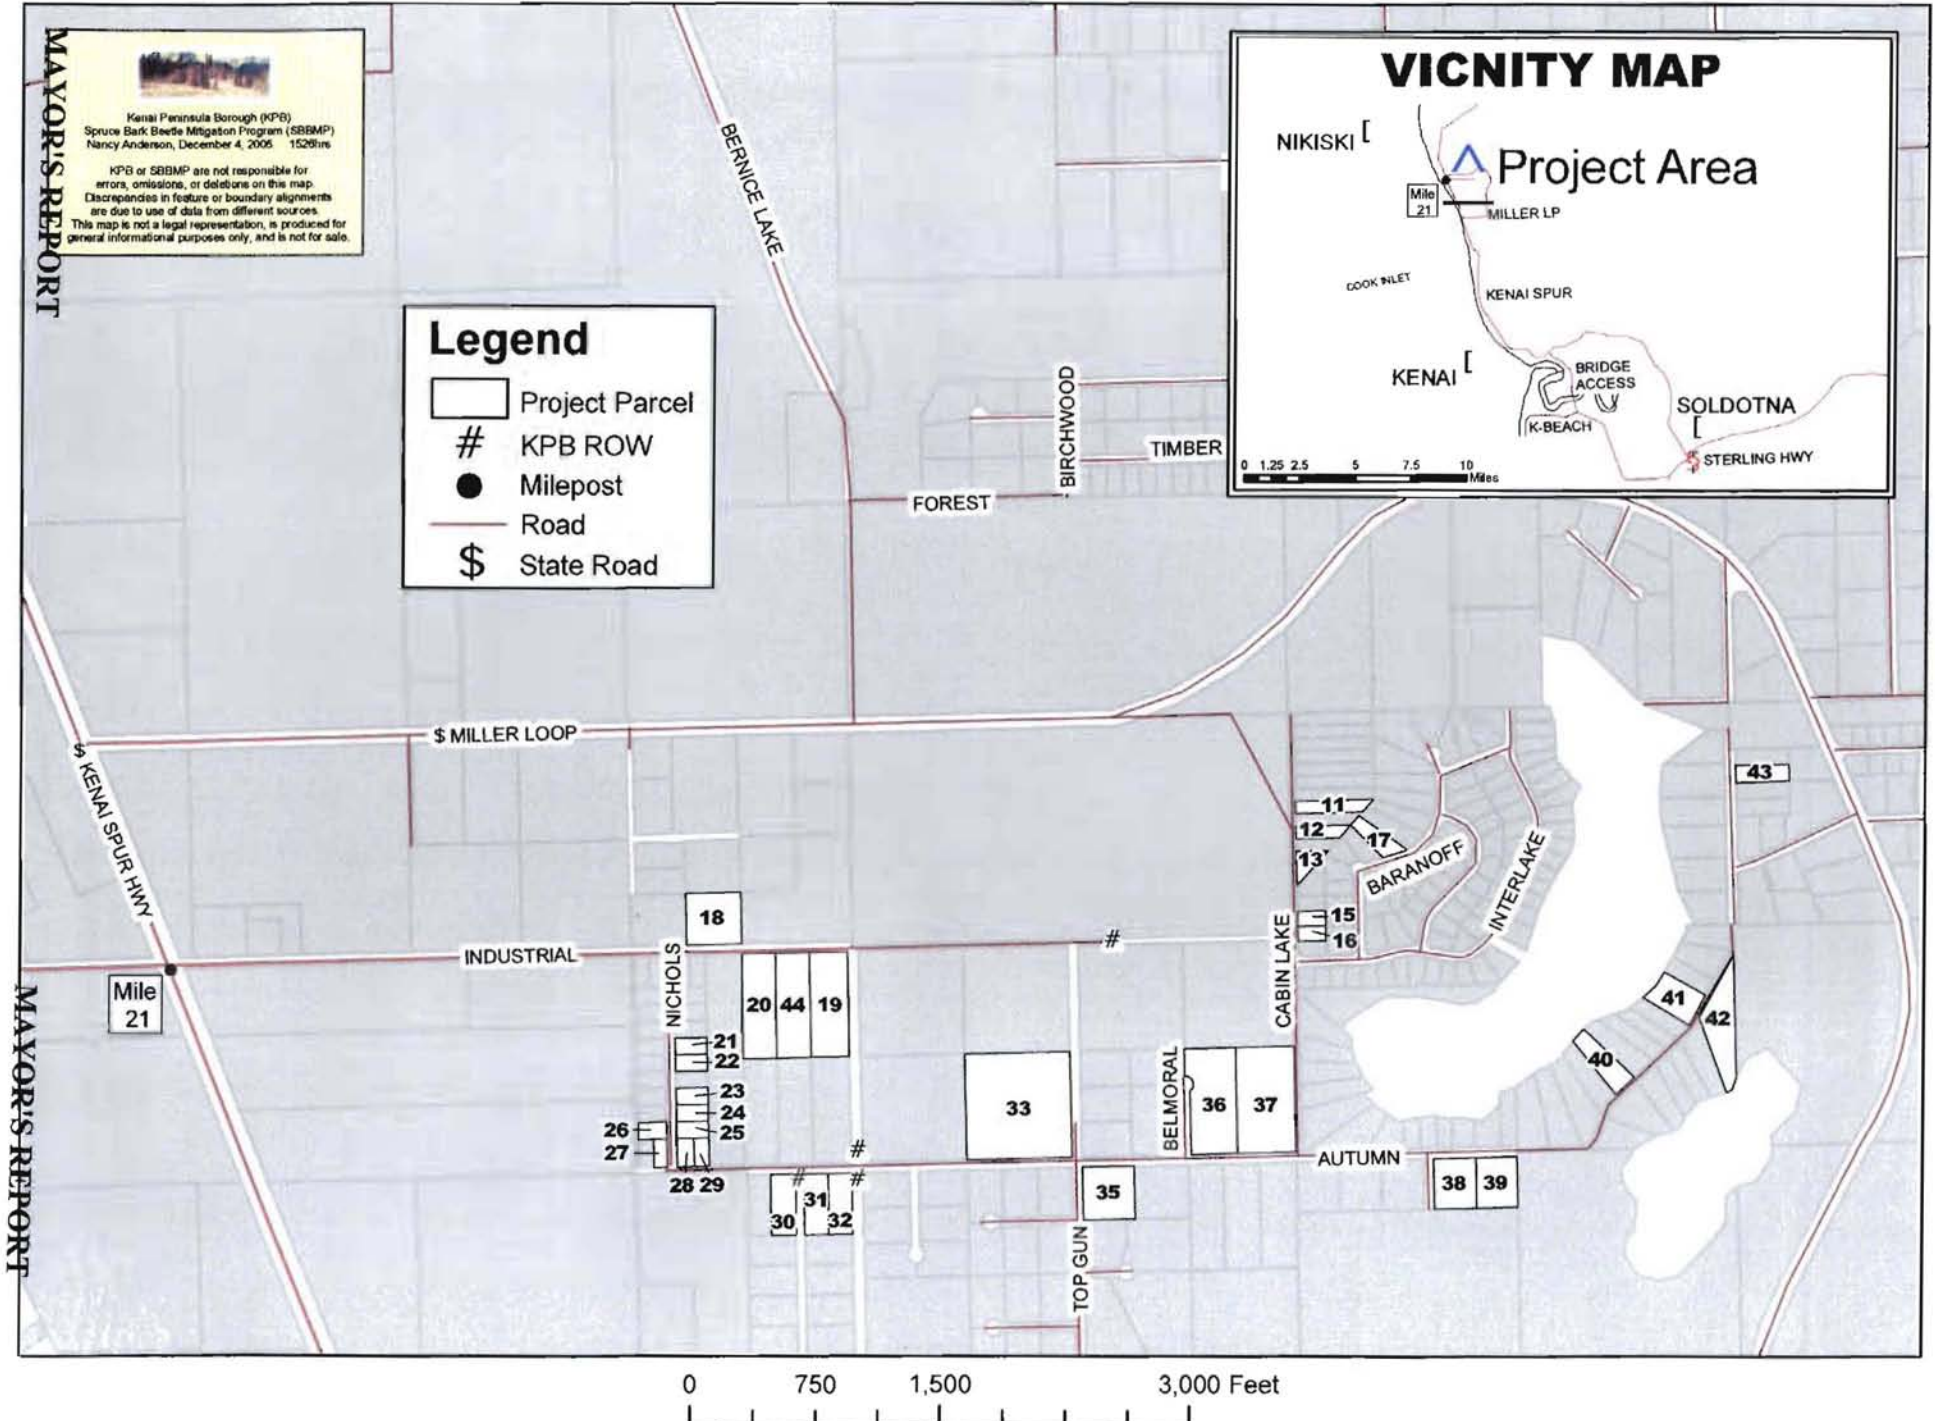 MAYOR'S REPORT
Kenai Peninsula Borough (KPB)
Spruce Bark Beetle Mitigation Program (SBBMP)
Nancy Anderson, December 4, 2005 1526hrs
KPB or SBBMP are not responsible for
errors, omissions, or deletions on this map.
Discrepancies in feature or boundary alignments
are due to use of data from different sources.
This map is not a legal representation, is produced for
general informational purposes only, and is not for sale.
VICNITY MAP
NIKISKI [
Project Area
Mile
21
MILLER LP
COOK INLET
KENAI SPUR
KENAI [
BRIDGE
ACCESS
SOLDOTNA
[
K-BEACH
$ STERLING HWY
0 1.25 2.5 5 7.5 10
Miles
Legend
Project Parcel
# KPB ROW
Milepost
Road
$ State Road
BERNICE LAKE
BIRCHWOOD
TIMBER
FOREST
$ MILLER LOOP
$ KENAI SPUR HWY
43
11
12
17
13
BARANOFF
INTERLAKE
15
16
18
CABIN LAKE
#
INDUSTRIAL
NICHOLS
Mile
21
20 44 19
41
42
21
22
40
23
24
25
26
27
28 29
33
BELMORAL
36 37
#
AUTUMN
#
#
30
31
32
35
38 39
TOP GUN
MAYOR'S REPORT
0 750 1,500 3,000 Feet